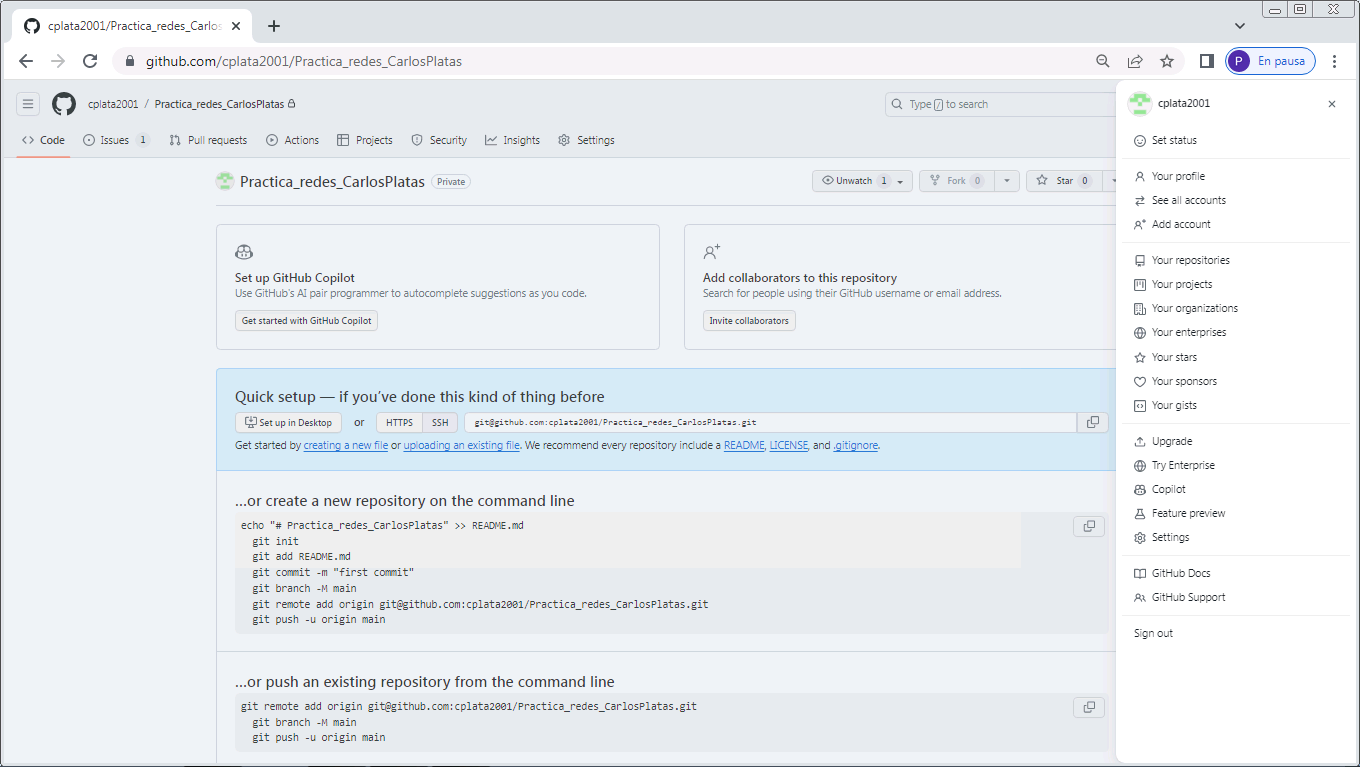 cplata2001/Practica_redes_Carlos
github.com/cplata2001/Practica_redes_CarlosPlatas
P En pausa
cplata2001 / Practica_redes_CarlosPlatas
Type / to search
Code
Issues 1
Pull requests
Actions
Projects
Security
Insights
Settings
Practica_redes_CarlosPlatas Private
Unwatch 1
Fork 0
Star 0
Set up GitHub Copilot
Use GitHub's AI pair programmer to autocomplete suggestions as you code.
Get started with GitHub Copilot
Add collaborators to this repository
Search for people using their GitHub username or email address.
Invite collaborators
Quick setup — if you've done this kind of thing before
Set up in Desktop or HTTPS SSH git@github.com:cplata2001/Practica_redes_CarlosPlatas.git
Get started by creating a new file or uploading an existing file. We recommend every repository include a README, LICENSE, and .gitignore.
…or create a new repository on the command line
echo "# Practica_redes_CarlosPlatas" >> README.md
git init
git add README.md
git commit -m "first commit"
git branch -M main
git remote add origin git@github.com:cplata2001/Practica_redes_CarlosPlatas.git
git push -u origin main
…or push an existing repository from the command line
git remote add origin git@github.com:cplata2001/Practica_redes_CarlosPlatas.git
git branch -M main
git push -u origin main
cplata2001
Set status
Your profile
See all accounts
Add account
Your repositories
Your projects
Your organizations
Your enterprises
Your stars
Your sponsors
Your gists
Upgrade
Try Enterprise
Copilot
Feature preview
Settings
GitHub Docs
GitHub Support
Sign out